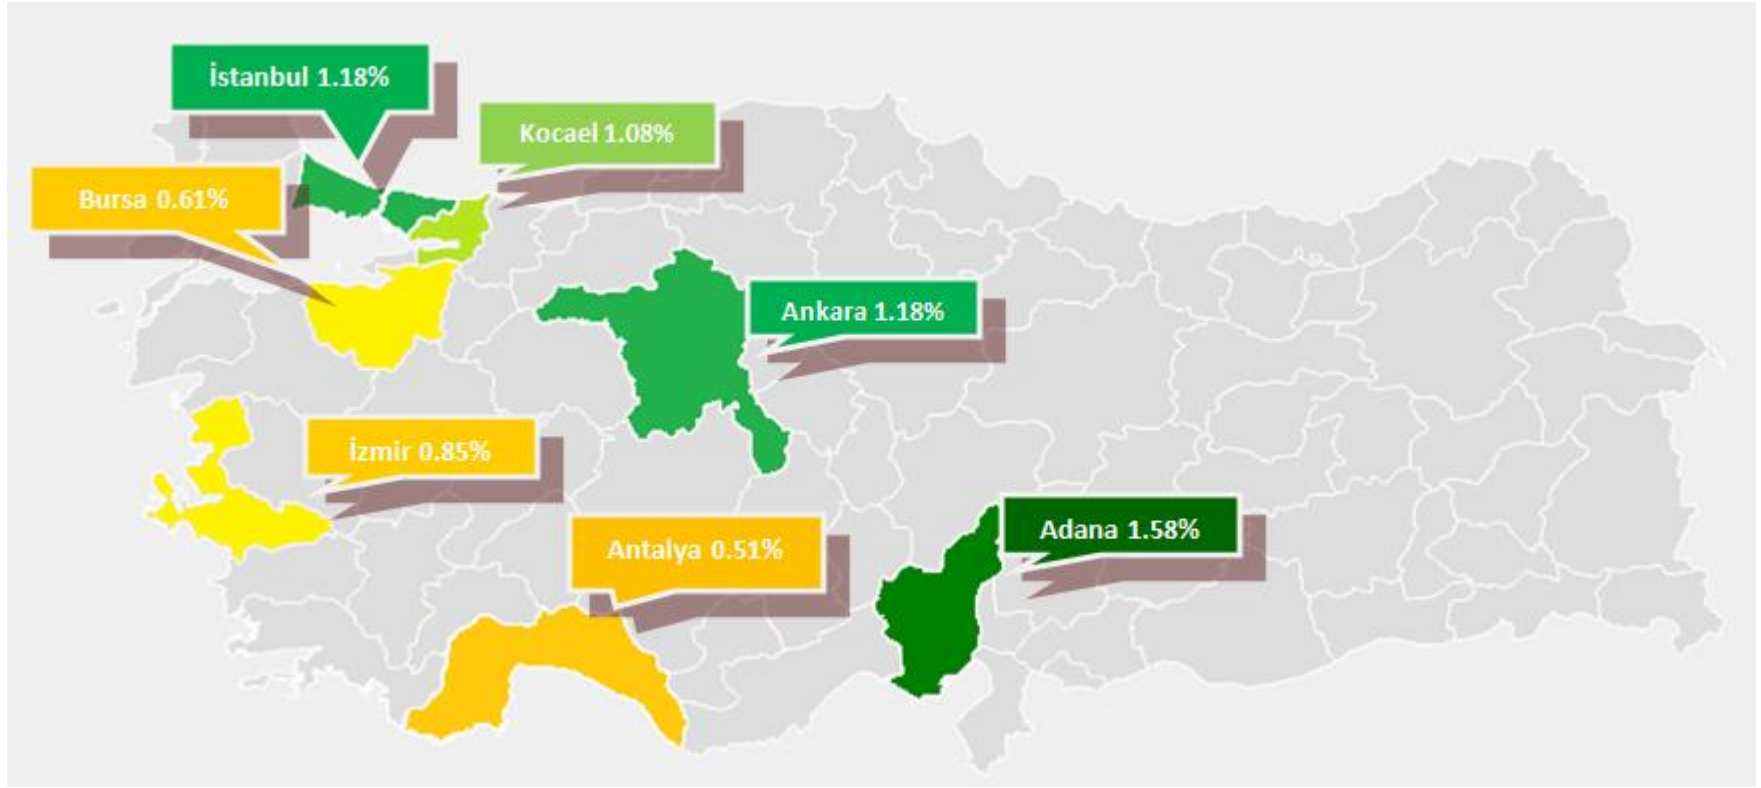 İstanbul 1.18%
Kocael 1.08%
Bursa 0.61%
Ankara 1.18%
İzmir 0.85%
Antalya 0.51%
Adana 1.58%